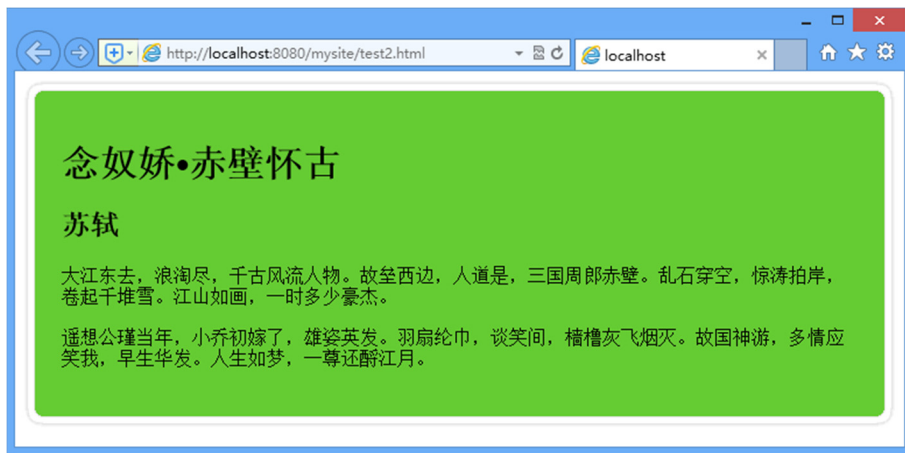 http://localhost:8080/mysite/test2.html
localhost
念奴娇•赤壁怀古
苏轼
大江东去，浪淘尽，千古风流人物。故垒西边，人道是，三国周郎赤壁。乱石穿空，惊涛拍岸，
卷起千堆雪。江山如画，一时多少豪杰。
遥想公瑾当年，小乔初嫁了，雄姿英发。羽扇纶巾，谈笑间，樯橹灰飞烟灭。故国神游，多情应
笑我，早生华发。人生如梦，一尊还酹江月。